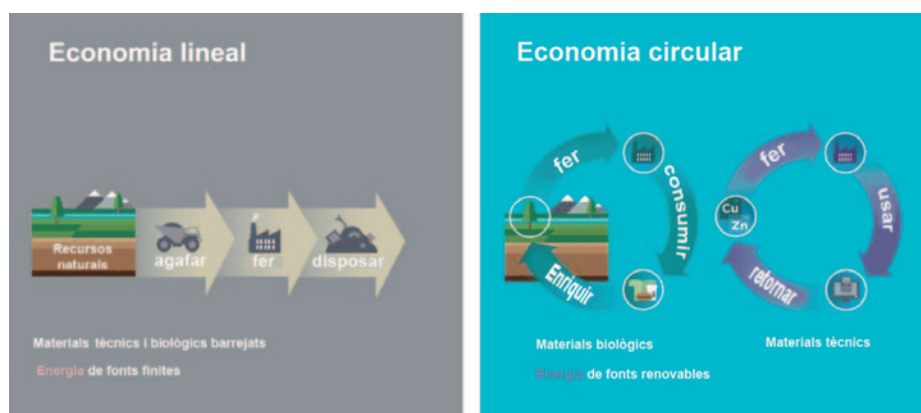 Economia lineal
Recursos
naturals
agafar
fer
disposar
Materials tècnics i biològics barrejats
Energia de fonts finites
Economia circular
fer
consumir
Enriquir
fer
usar
retornar
Cu
Zn
Materials biològics
Materials tècnics
Energia de fonts renovables